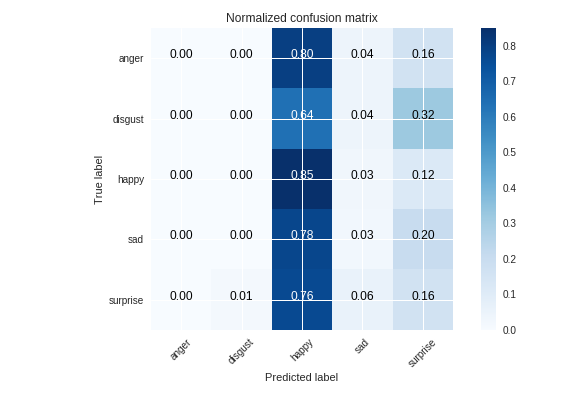 Normalized confusion matrix
True label
anger 0.00 0.00 0.80 0.04 0.16
disgust 0.00 0.00 0.64 0.04 0.32
happy 0.00 0.00 0.85 0.03 0.12
sad 0.00 0.00 0.78 0.03 0.20
surprise 0.00 0.01 0.76 0.06 0.16
anger disgust happy sad surprise
Predicted label
0.8
0.7
0.6
0.5
0.4
0.3
0.2
0.1
0.0